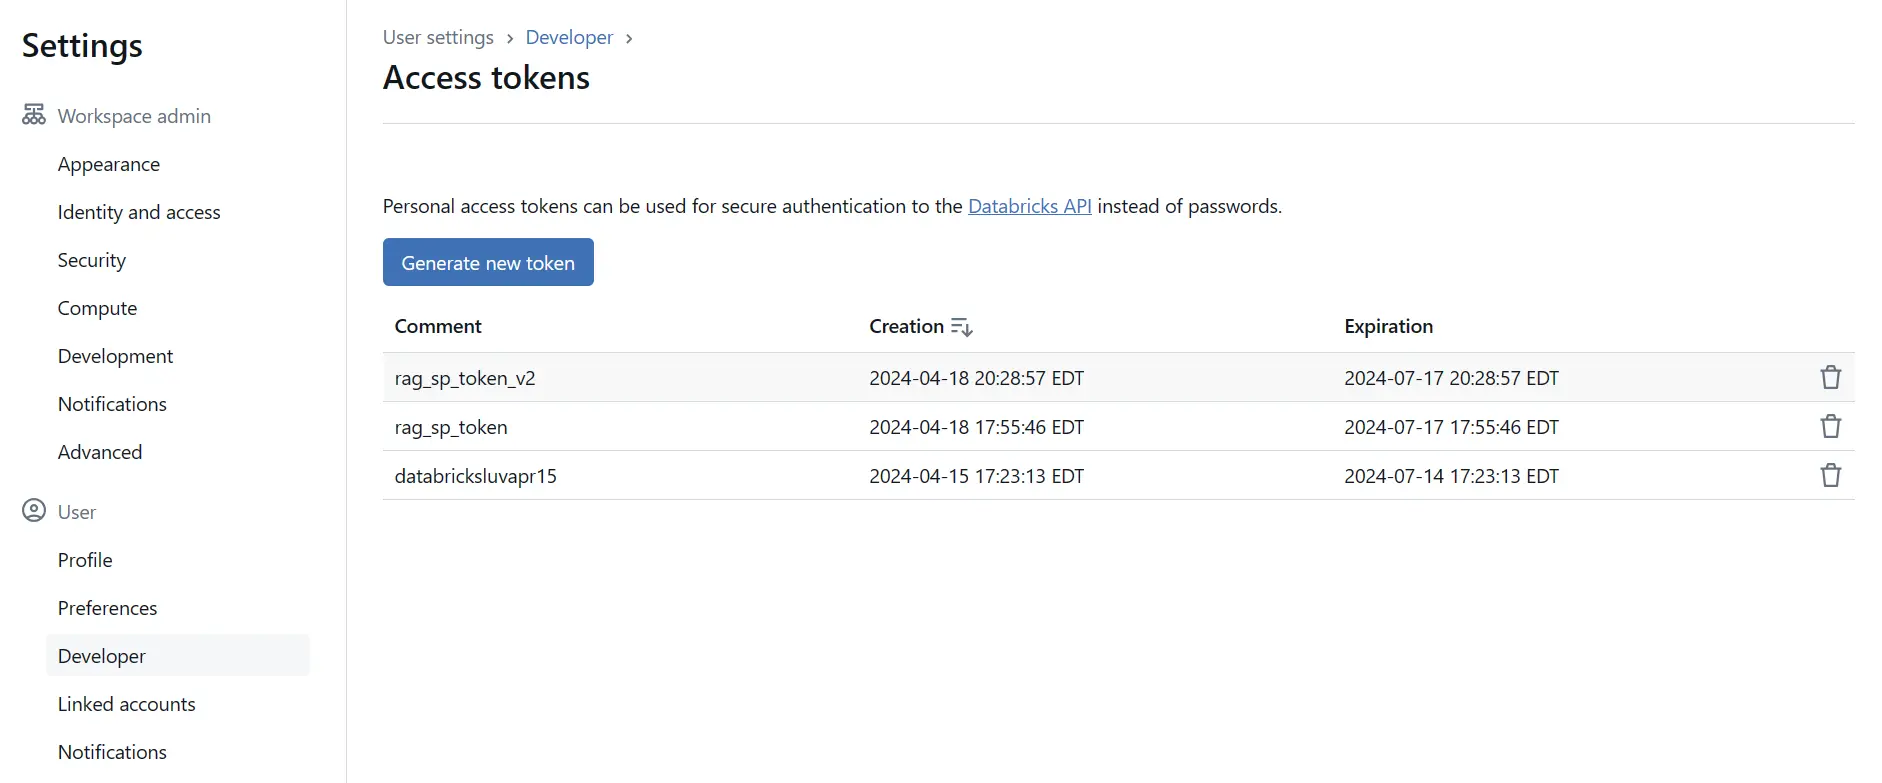 Settings
Workspace admin
Appearance
Identity and access
Security
Compute
Development
Notifications
Advanced
User
Profile
Preferences
Developer
Linked accounts
Notifications
User settings › Developer ›
Access tokens
Personal access tokens can be used for secure authentication to the Databricks API instead of passwords.
Generate new token
Comment Creation Expiration
rag_sp_token_v2 2024-04-18 20:28:57 EDT 2024-07-17 20:28:57 EDT
rag_sp_token 2024-04-18 17:55:46 EDT 2024-07-17 17:55:46 EDT
databricksluvapr15 2024-04-15 17:23:13 EDT 2024-07-14 17:23:13 EDT